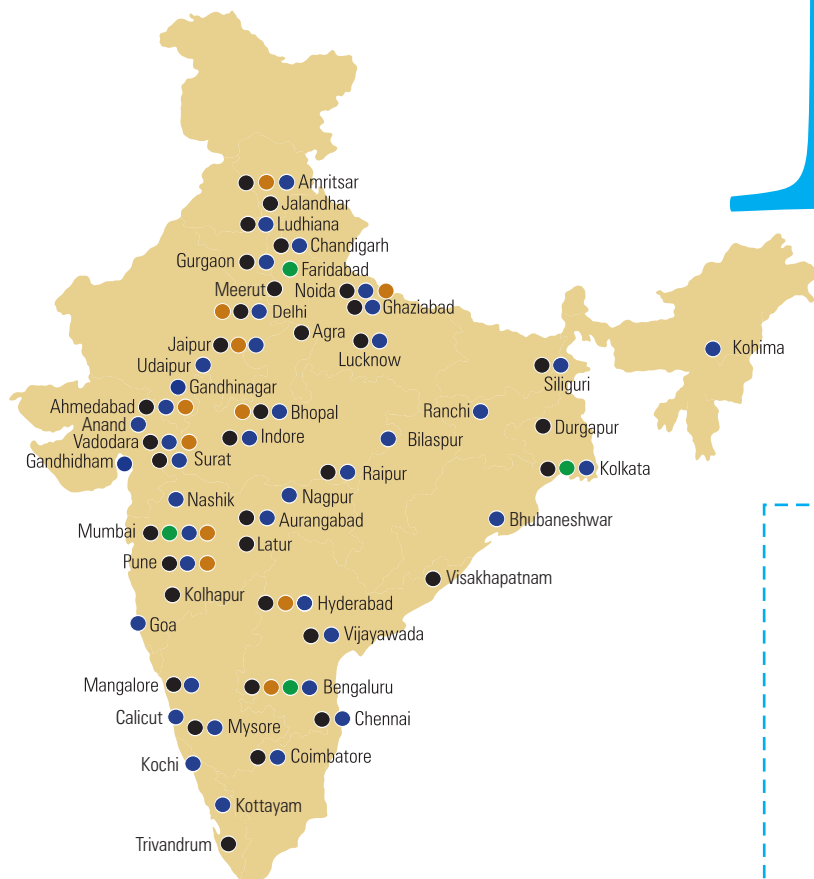 Amritsar
Jalandhar
Ludhiana
Chandigarh
Gurgaon
Faridabad
Meerut
Noida
Ghaziabad
Delhi
Agra
Jaipur
Lucknow
Kohima
Udaipur
Siliguri
Gandhinagar
Ahmedabad
Bhopal
Ranchi
Anand
Durgapur
Vadodara
Indore
Bilaspur
Gandhidham
Surat
Raipur
Kolkata
Nashik
Nagpur
Aurangabad
Bhubaneshwar
Mumbai
Latur
Pune
Visakhapatnam
Kolhapur
Hyderabad
Goa
Vijayawada
Mangalore
Bengaluru
Calicut
Mysore
Chennai
Kochi
Coimbatore
Kottayam
Trivandrum